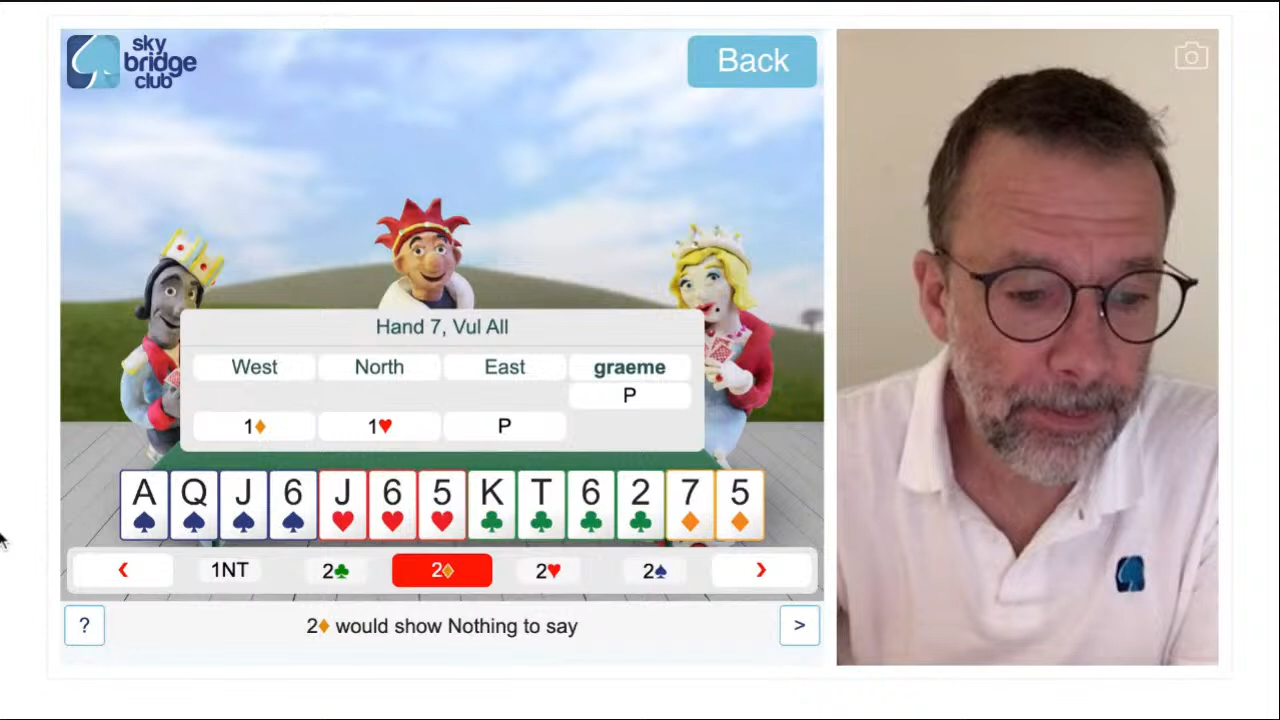 sky
bridge
club
Back
Hand 7, Vul All
West North East graeme
P
1♦ 1♥ P
A Q J 6 J 6 5 K T 6 2 7 5
♠ ♠ ♠ ♠ ♥ ♥ ♥ ♣ ♣ ♣ ♣ ♦ ♦
‹ 1NT 2♣ 2♦ 2♥ 2♠ ›
? 2♦ would show Nothing to say >